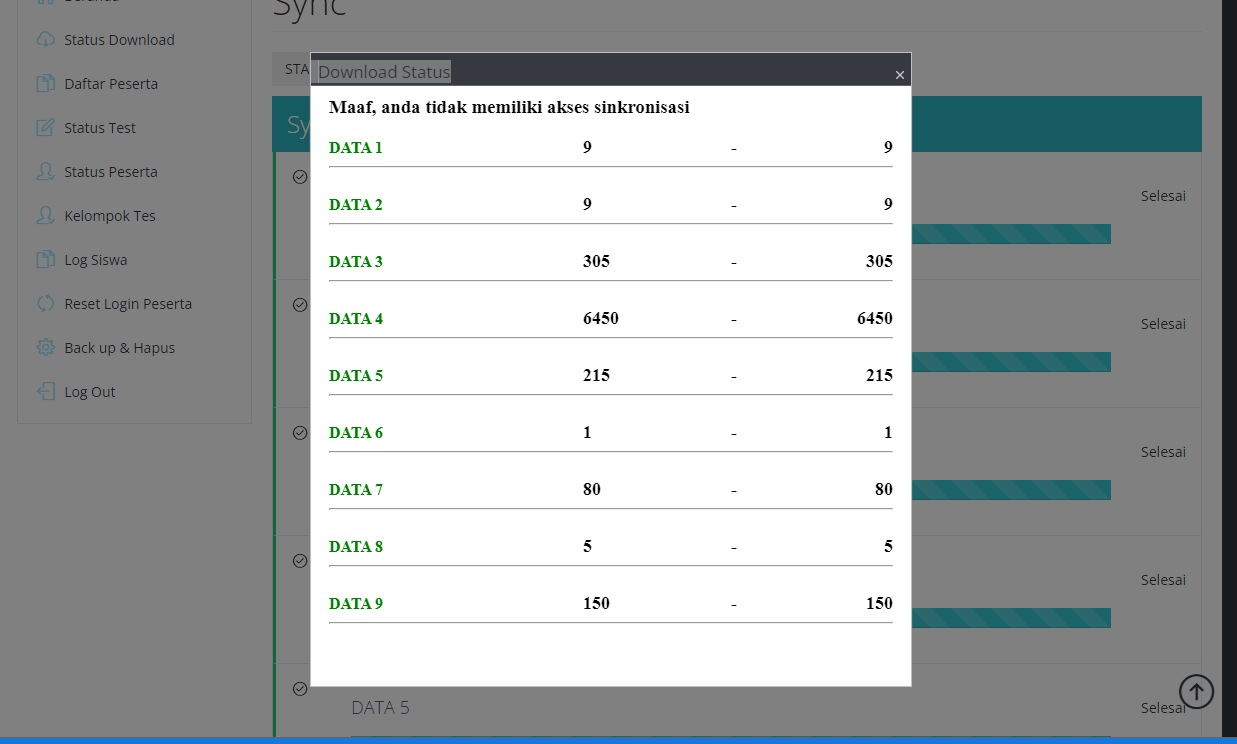 Sync
Status Download
Daftar Peserta
Status Test
Status Peserta
Kelompok Tes
Log Siswa
Reset Login Peserta
Back up & Hapus
Log Out
STA
Sy
Download Status
×
Maaf, anda tidak memiliki akses sinkronisasi
DATA 1 9 - 9
DATA 2 9 - 9
DATA 3 305 - 305
DATA 4 6450 - 6450
DATA 5 215 - 215
DATA 6 1 - 1
DATA 7 80 - 80
DATA 8 5 - 5
DATA 9 150 - 150
Selesai
Selesai
Selesai
Selesai
DATA 5
Selesai